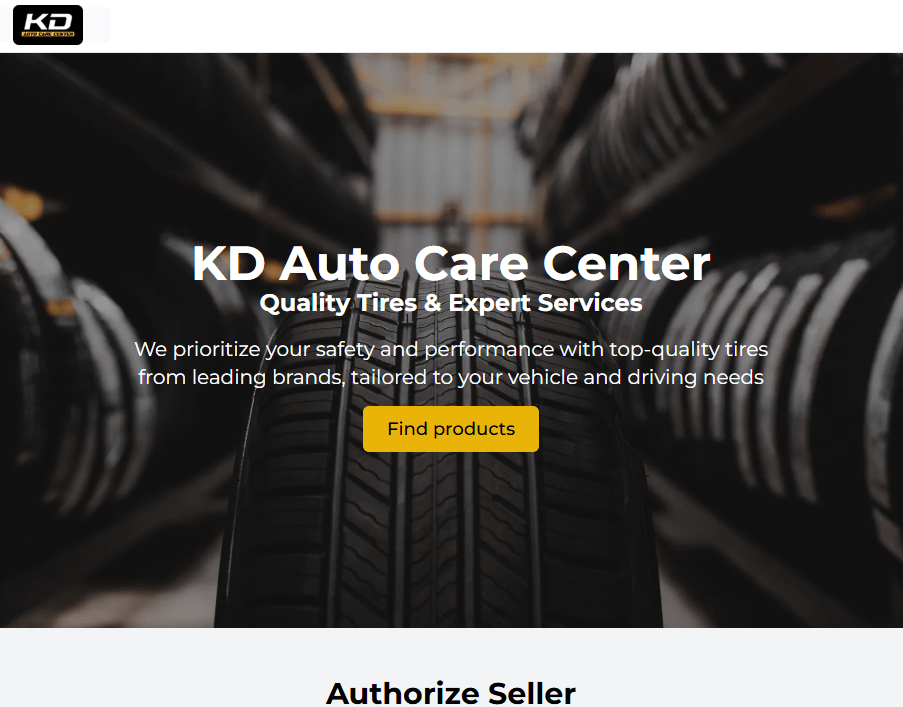 KD
AUTO CARE CENTER
KD Auto Care Center
Quality Tires & Expert Services
We prioritize your safety and performance with top-quality tires
from leading brands, tailored to your vehicle and driving needs
Find products
Authorize Seller